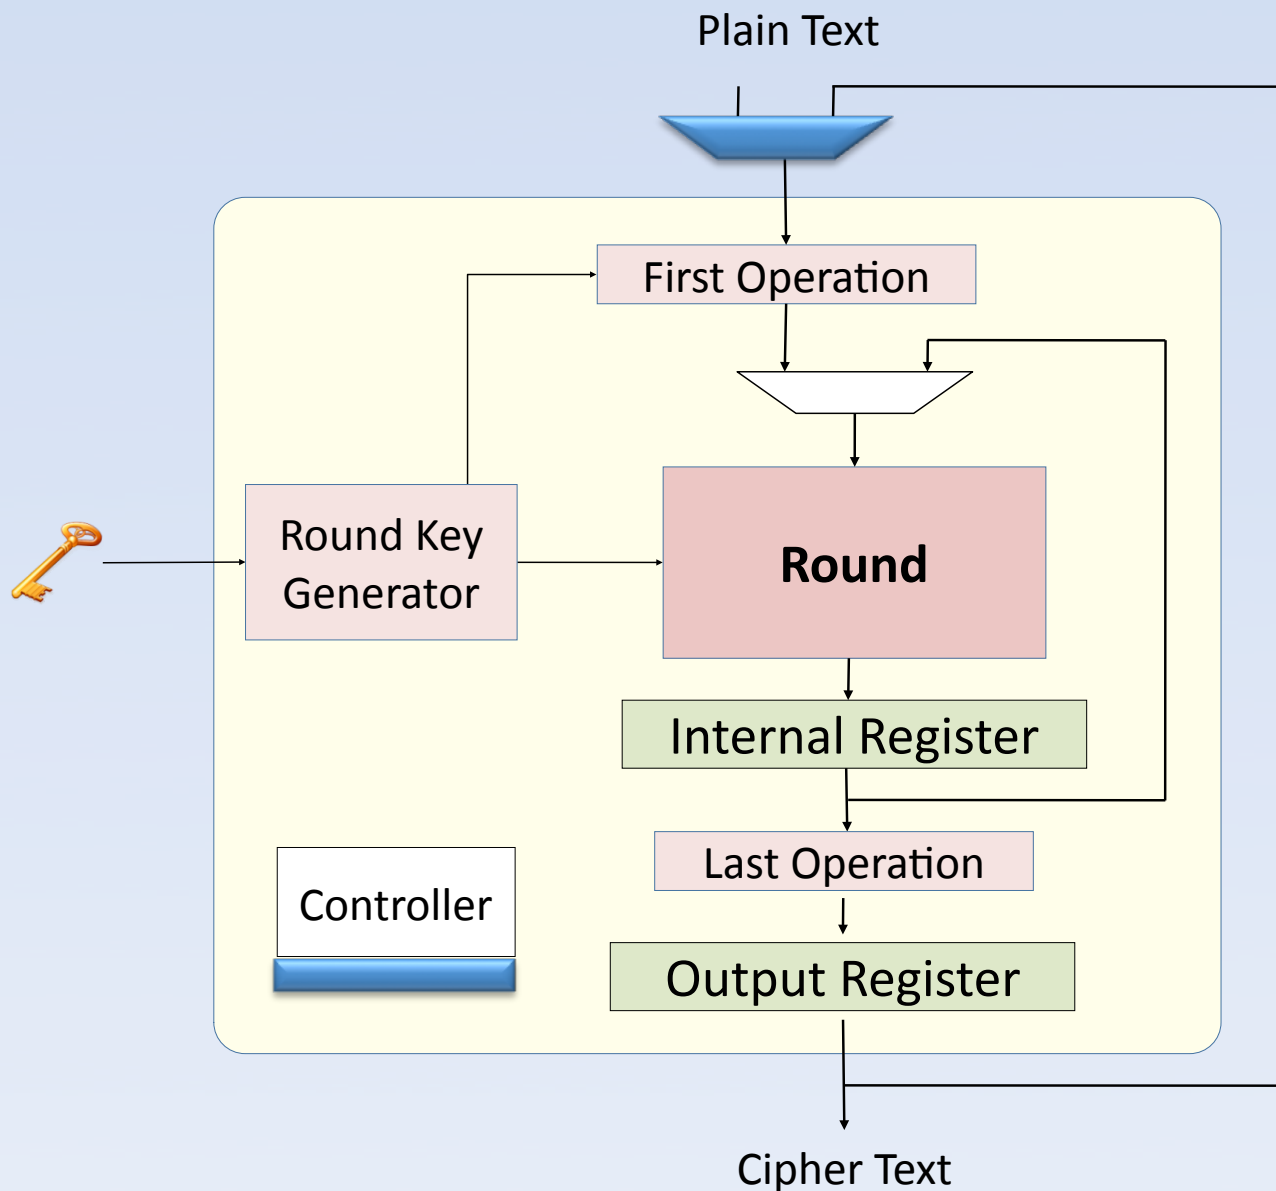 Plain Text
First Operation
Round Key
Generator
Round
Internal Register
Last Operation
Controller
Output Register
Cipher Text